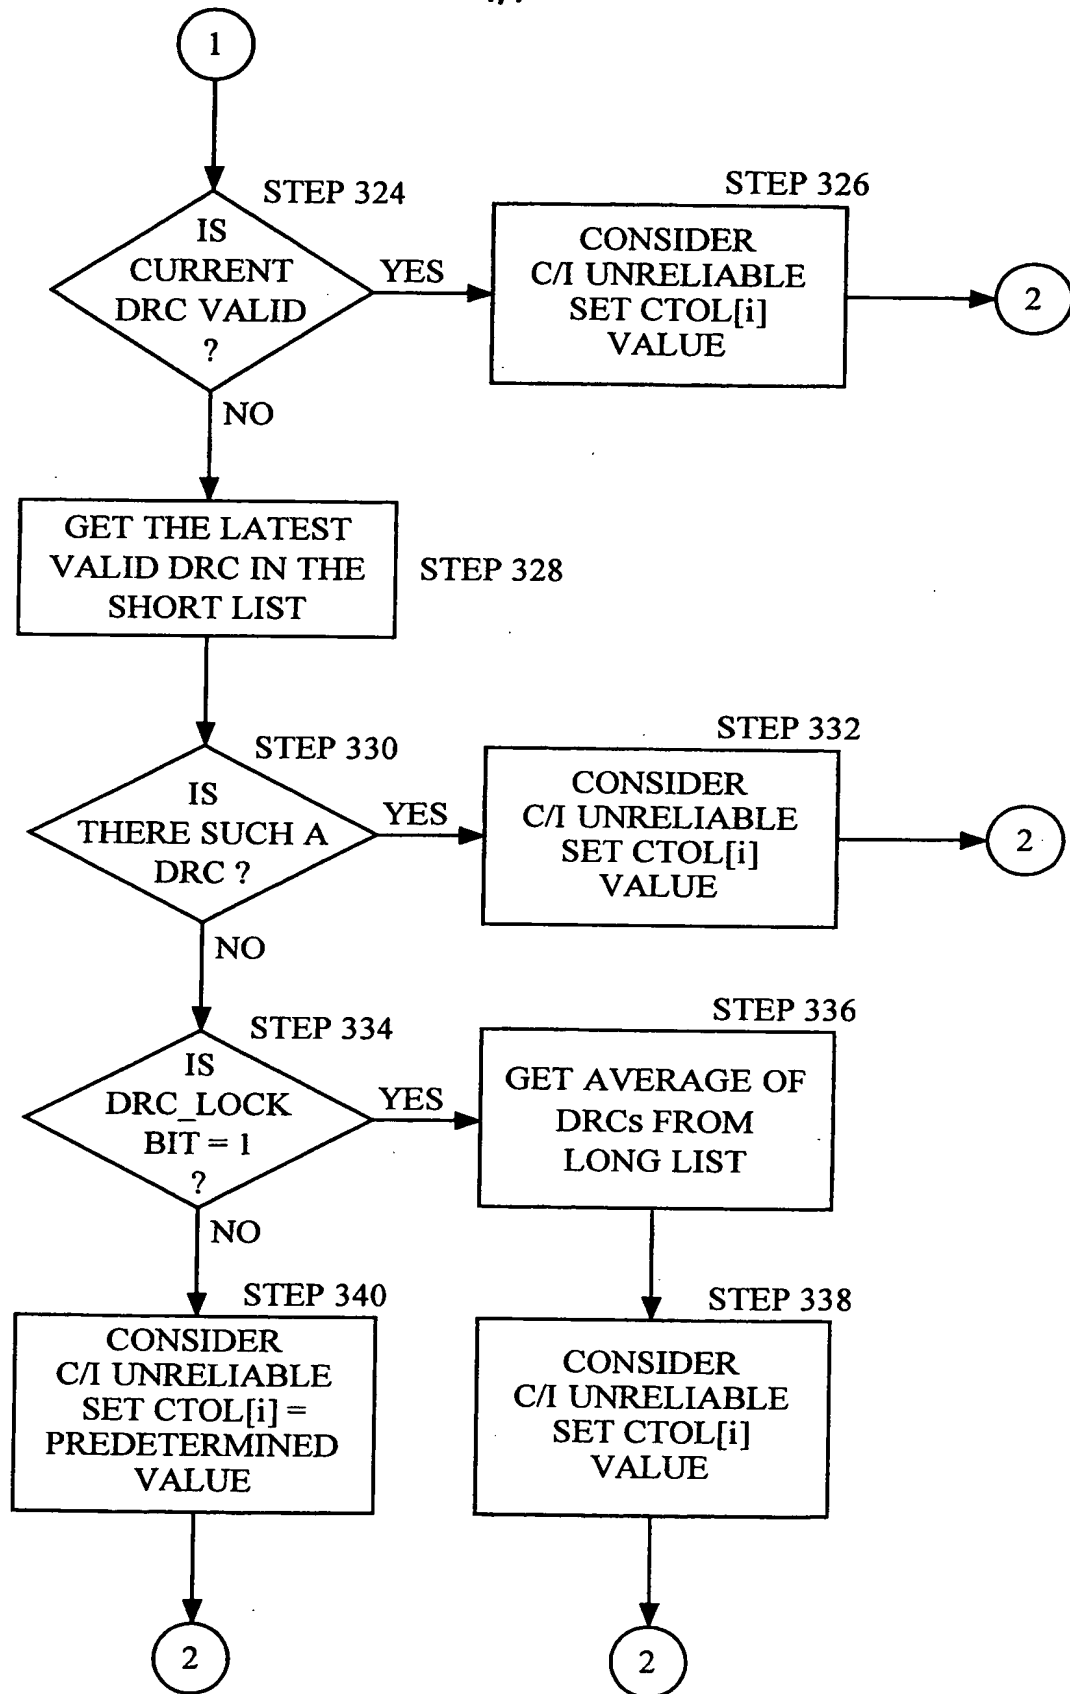 1
STEP 324
IS
CURRENT
DRC VALID
?
YES
STEP 326
CONSIDER
C/I UNRELIABLE
SET CTOL[i]
VALUE
2
NO
GET THE LATEST
VALID DRC IN THE
SHORT LIST
STEP 328
STEP 330
IS
THERE SUCH A
DRC ?
YES
STEP 332
CONSIDER
C/I UNRELIABLE
SET CTOL[i]
VALUE
2
NO
STEP 334
IS
DRC_LOCK
BIT = 1
?
YES
STEP 336
GET AVERAGE OF
DRCs FROM
LONG LIST
NO
STEP 340
CONSIDER
C/I UNRELIABLE
SET CTOL[i] =
PREDETERMINED
VALUE
2
STEP 338
CONSIDER
C/I UNRELIABLE
SET CTOL[i]
VALUE
2